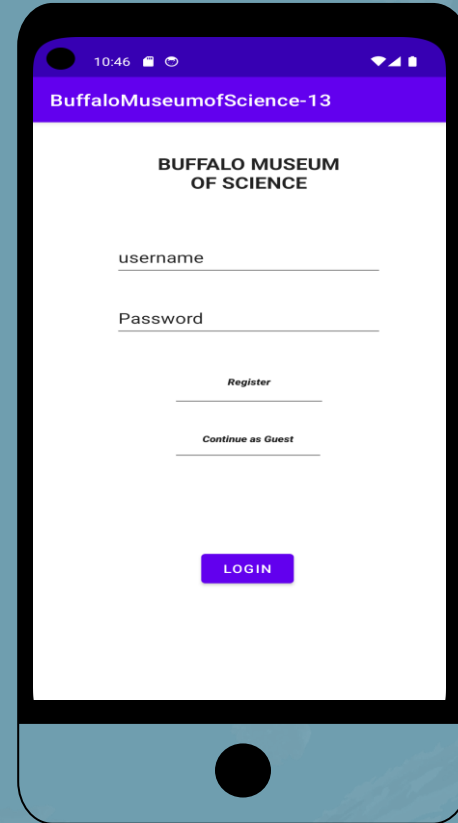 10:46
BuffaloMuseumofScience-13
BUFFALO MUSEUM
OF SCIENCE
username
Password
Register
Continue as Guest
LOGIN